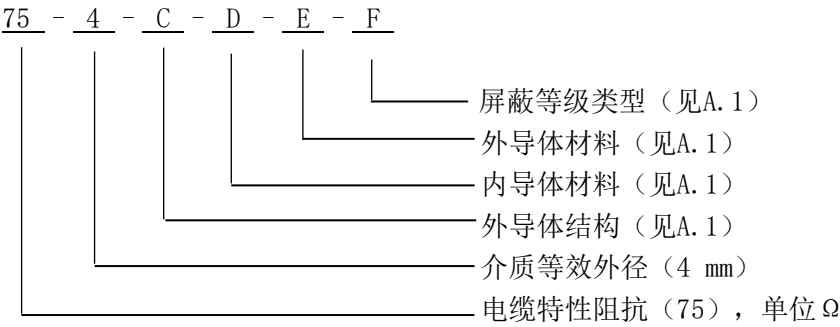 75 - 4 - C - D - E - F
屏蔽等级类型（见A.1）
外导体材料（见A.1）
内导体材料（见A.1）
外导体结构（见A.1）
介质等效外径（4 mm）
电缆特性阻抗（75），单位Ω